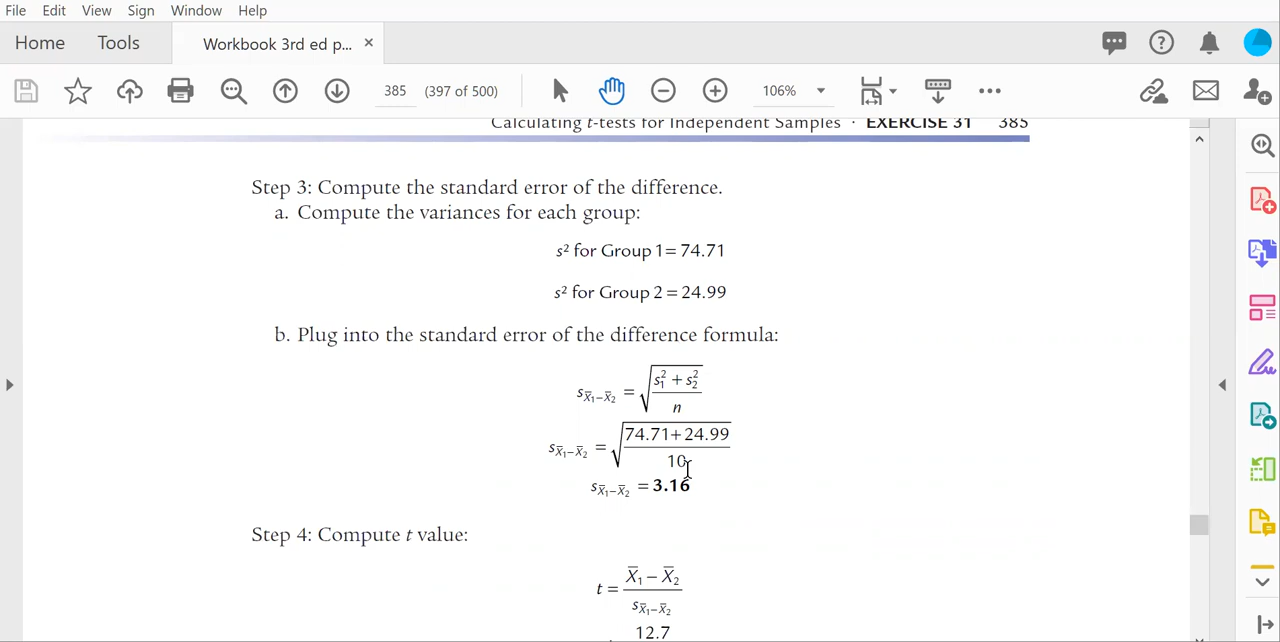 File Edit View Sign Window Help
Home Tools Workbook 3rd ed p... ×
385 (397 of 500) 106%
Calculating t-tests for Independent Samples · EXERCISE 31 385
Step 3: Compute the standard error of the difference.
a. Compute the variances for each group:
s² for Group 1 = 74.71
s² for Group 2 = 24.99
b. Plug into the standard error of the difference formula:
s_X̄₁−X̄₂ = √((s₁² + s₂²)/n)
s_X̄₁−X̄₂ = √((74.71+24.99)/10)
s_X̄₁−X̄₂ = 3.16
Step 4: Compute t value:
t = (X̄₁ − X̄₂)/s_X̄₁−X̄₂
12.7